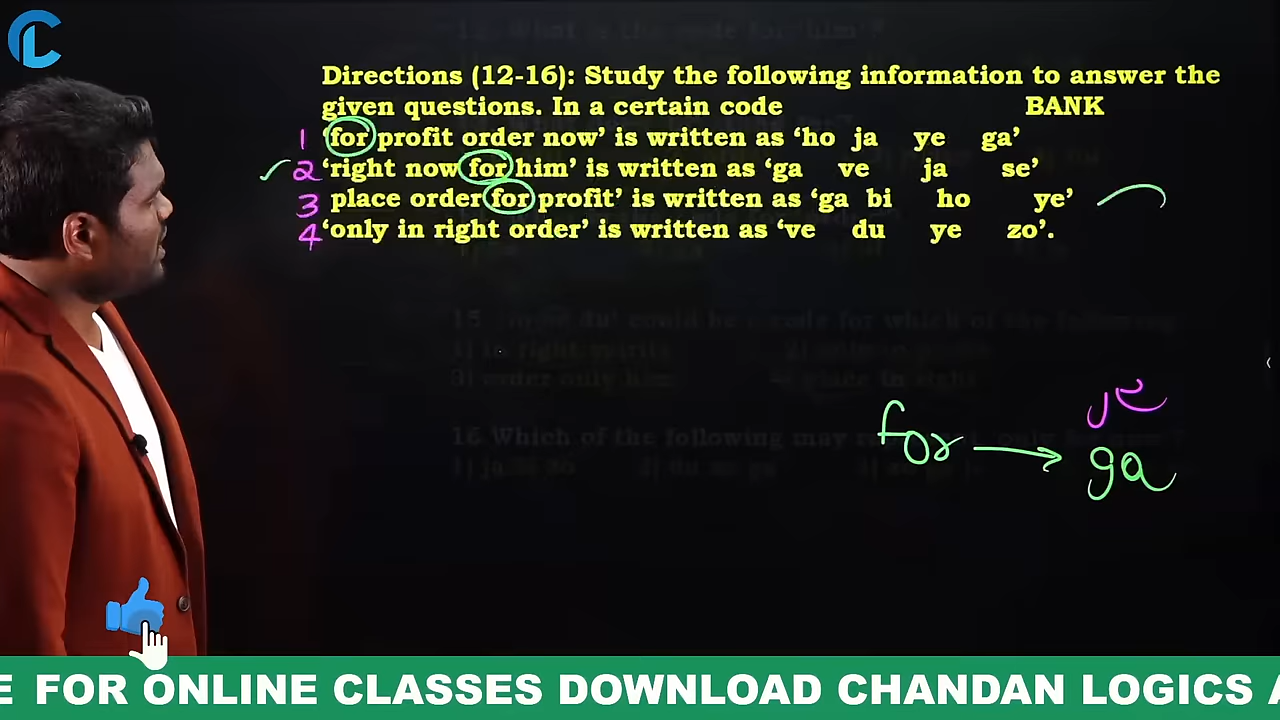 Directions (12-16): Study the following information to answer the
given questions. In a certain code BANK
1 'for profit order now' is written as 'ho ja ye ga'
2 'right now for him' is written as 'ga ve ja se'
3 place order for profit' is written as 'ga bi ho ye'
4 'only in right order' is written as 've du ye zo'.
ve
for → ga
FOR ONLINE CLASSES DOWNLOAD CHANDAN LOGICS